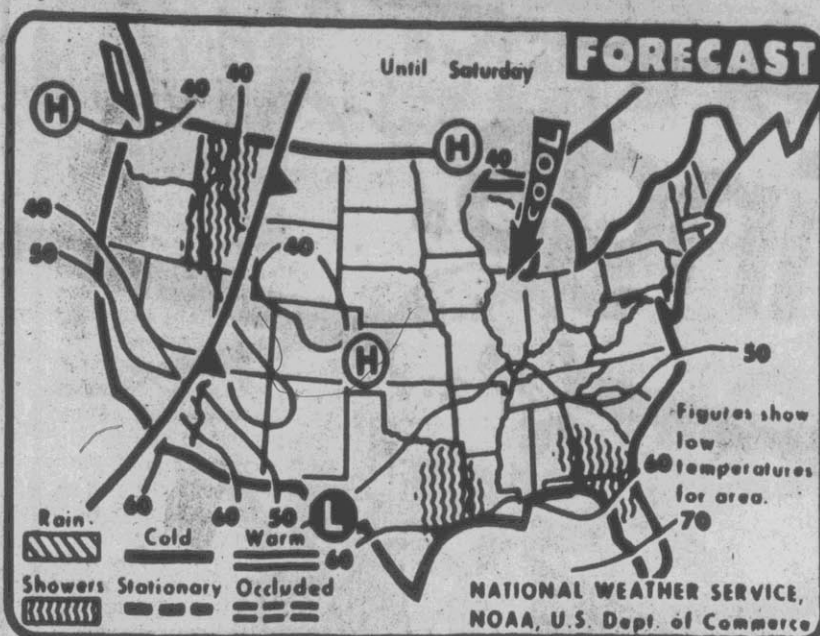 FORECAST
Until Saturday
H
40
40
H
40
COOL
40
50
40
H
50
Figures show
low
60 temperatures
for area.
70
60
60
50
L
60
Rain
Cold
Warm
Showers
Stationary
Occluded
NATIONAL WEATHER SERVICE,
NOAA, U.S. Dept. of Commerce